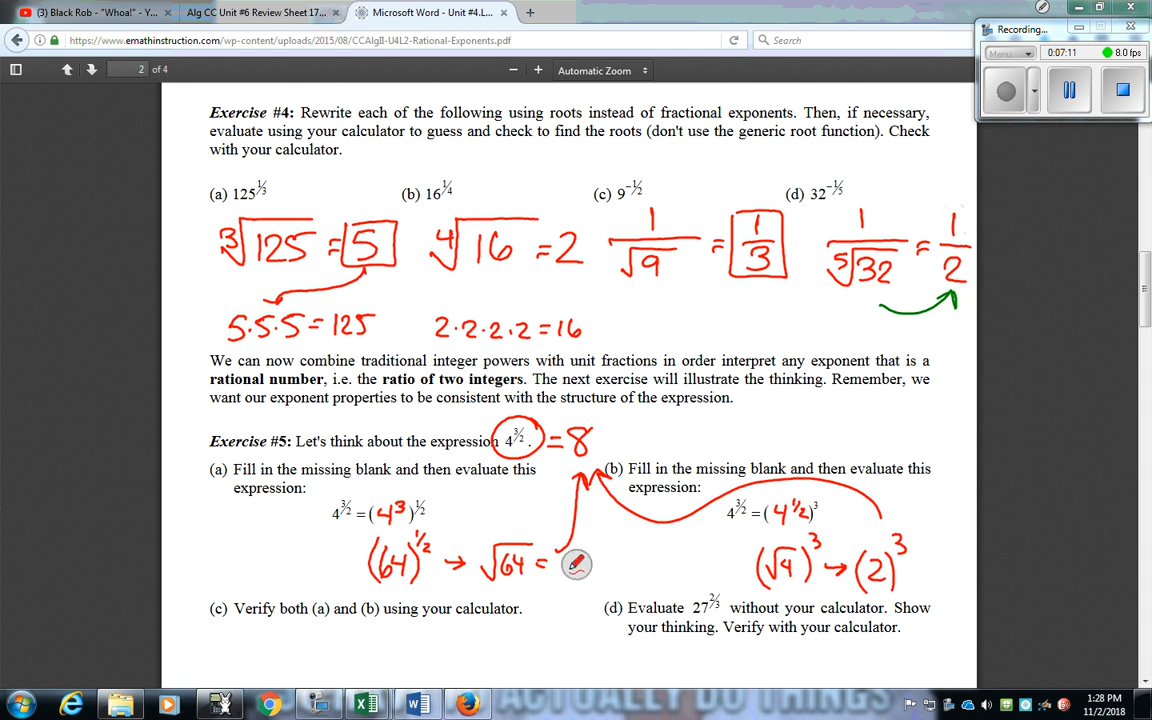 (3) Black Rob - "Whoa!" - Y...
Alg CC Unit #6 Review Sheet 17...
Microsoft Word - Unit #4.L...
https://www.emathinstruction.com/wp-content/uploads/2015/08/CCAlgII-U4L2-Rational-Exponents.pdf
Search
Recording...
Menu
0:07:11
8.0 fps
2 of 4
Automatic Zoom
Exercise #4: Rewrite each of the following using roots instead of fractional exponents. Then, if necessary,
evaluate using your calculator to guess and check to find the roots (don't use the generic root function). Check
with your calculator.
(a) 125^{1/3} (b) 16^{1/4} (c) 9^{-1/2} (d) 32^{-1/5}
∛125 = 5 ∜16 = 2 1/√9 = 1/3 1/⁵√32 = 1/2
5·5·5=125 2·2·2·2=16
We can now combine traditional integer powers with unit fractions in order interpret any exponent that is a
rational number, i.e. the ratio of two integers. The next exercise will illustrate the thinking. Remember, we
want our exponent properties to be consistent with the structure of the expression.
Exercise #5: Let's think about the expression 4^{3/2}. = 8
(a) Fill in the missing blank and then evaluate this
expression:
4^{3/2} = (4^3)^{1/2}
(64)^{1/2} → √64 =
(b) Fill in the missing blank and then evaluate this
expression:
4^{3/2} = (4^{1/2})^3
(√4)^3 → (2)^3
(c) Verify both (a) and (b) using your calculator.
(d) Evaluate 27^{2/3} without your calculator. Show
your thinking. Verify with your calculator.
ACTUALLY DO THINGS
1:28 PM
11/2/2018